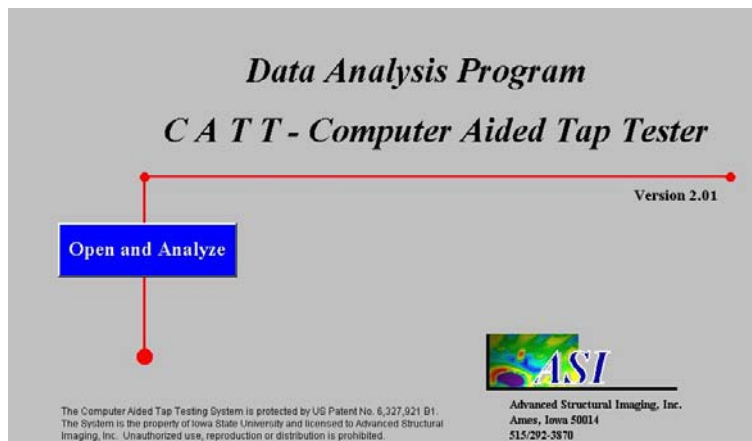 Data Analysis Program
C A T T - Computer Aided Tap Tester
Version 2.01
Open and Analyze
ASI
The Computer Aided Tap Testing System is protected by US Patent No. 6,327,921 B1.
The System is the property of Iowa State University and licensed to Advanced Structural
Imaging, Inc. Unauthorized use, reproduction or distribution is prohibited.
Advanced Structural Imaging, Inc.
Ames, Iowa 50014
515/292-3870